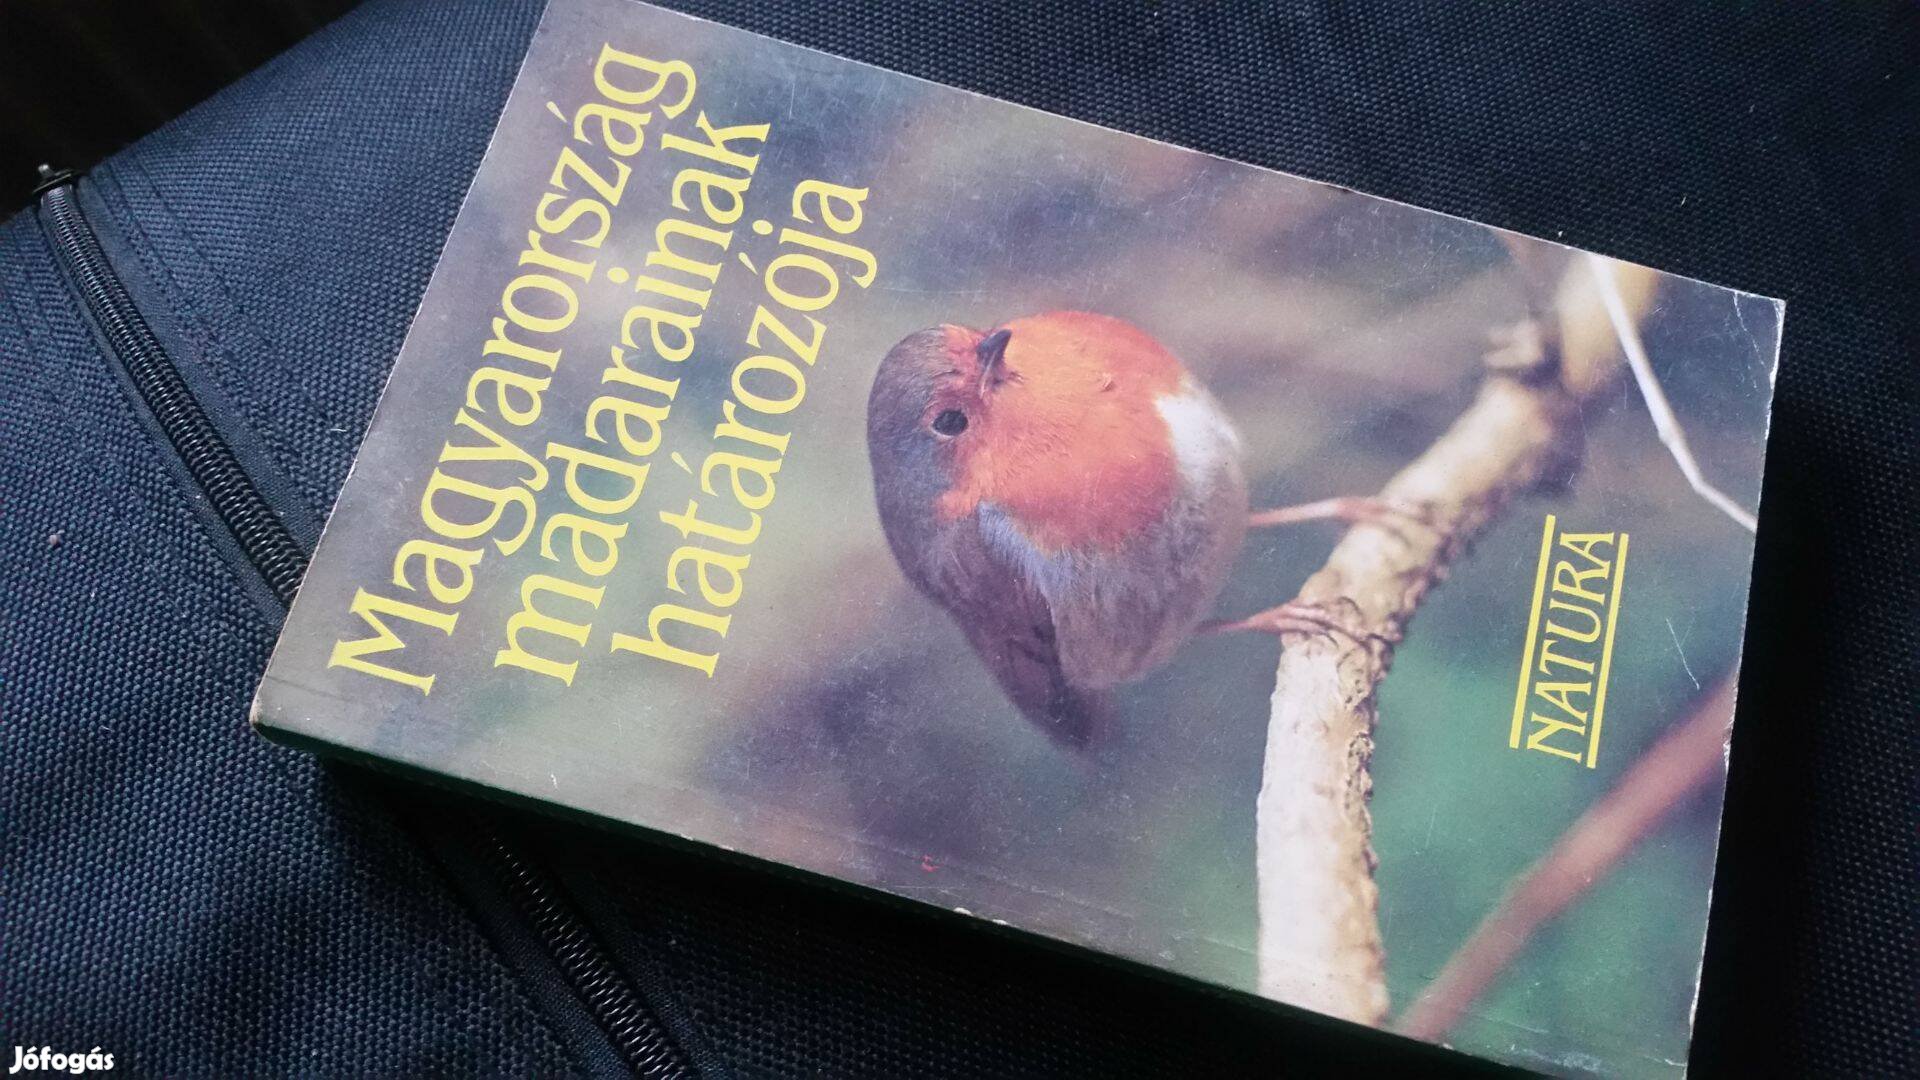 Magyarország
madarainak
határozója
NATURA
Jófogás